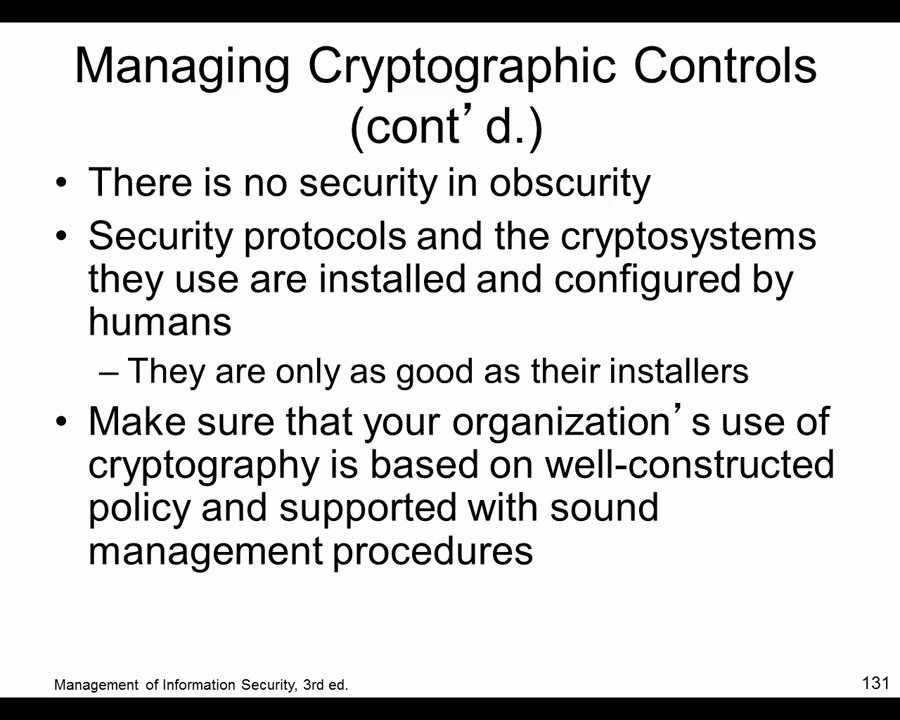 Managing Cryptographic Controls
(cont’d.)
• There is no security in obscurity
• Security protocols and the cryptosystems
they use are installed and configured by
humans
– They are only as good as their installers
• Make sure that your organization’s use of
cryptography is based on well-constructed
policy and supported with sound
management procedures
Management of Information Security, 3rd ed.
131